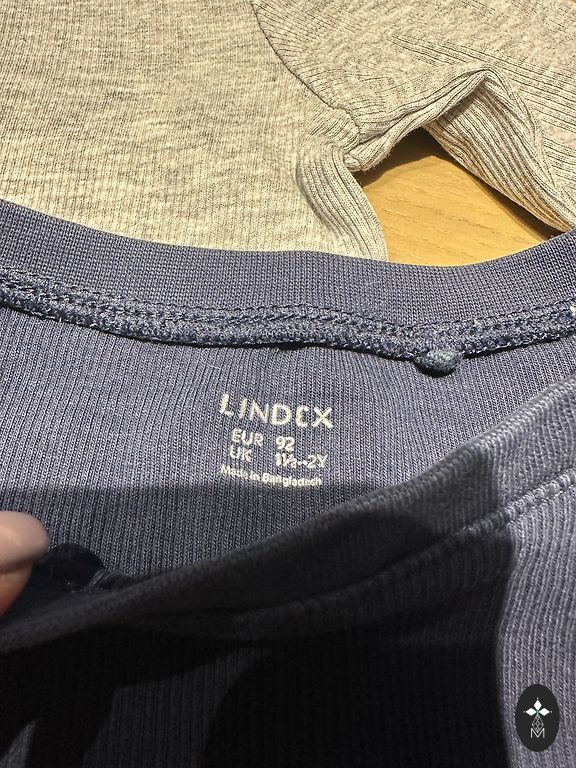 LINDEX
EUR 92
UK 1½-2Y
Made in Bangladesh
M